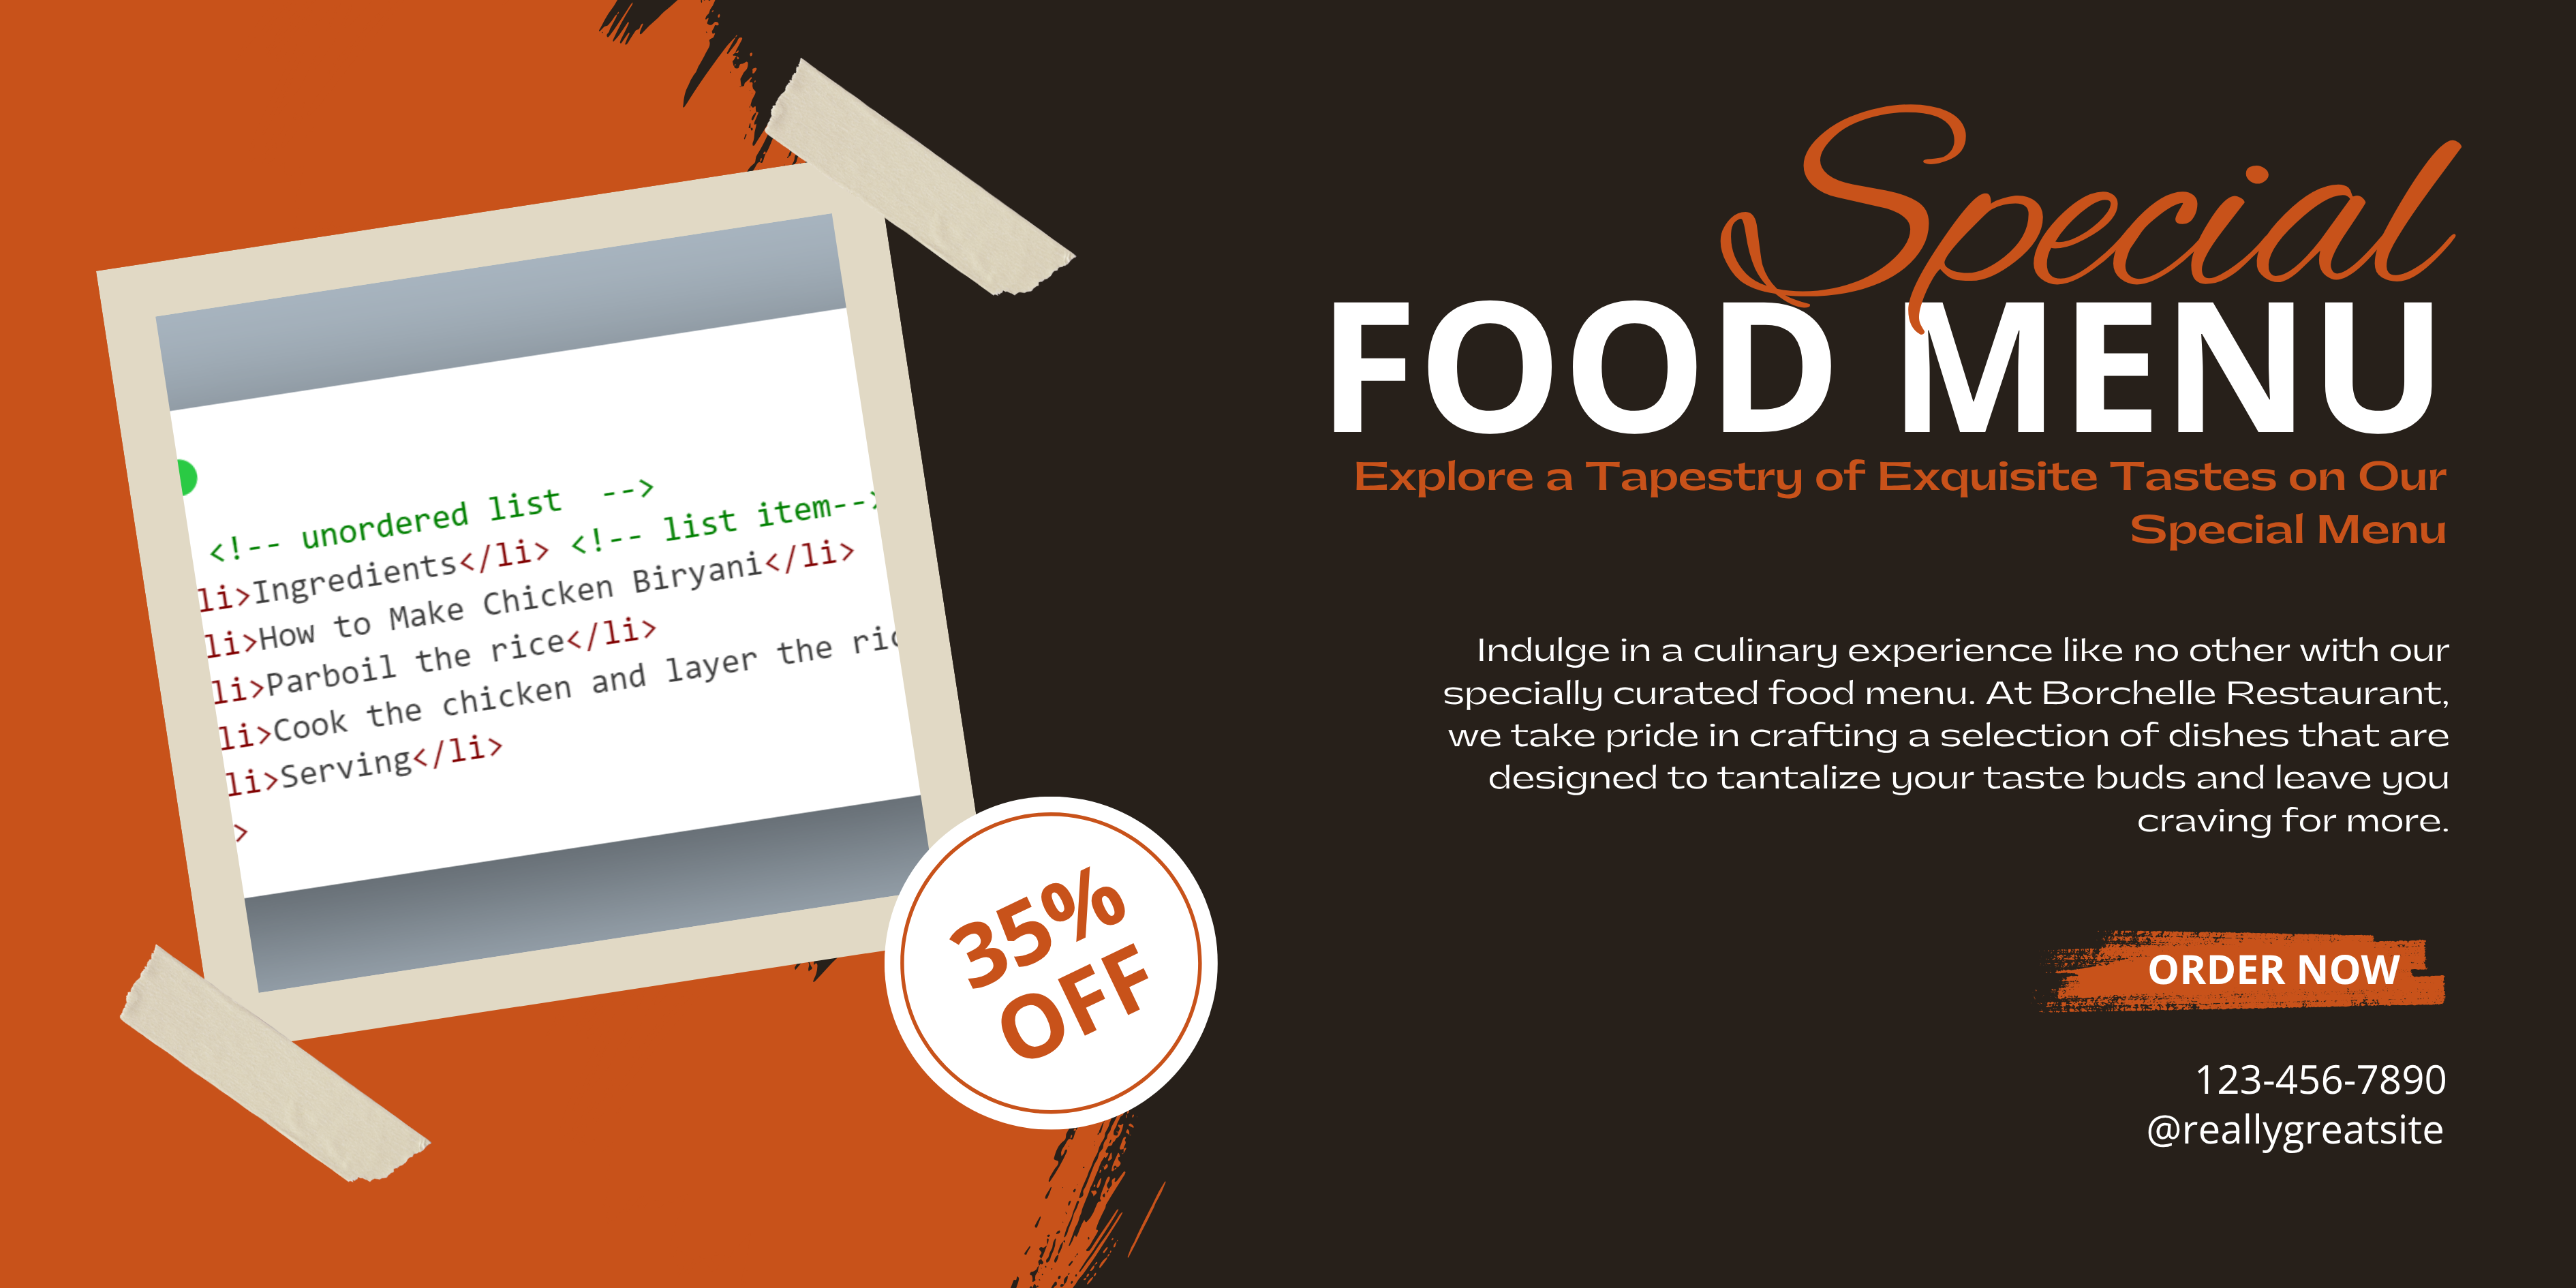 <!-- unordered list  -->
li>Ingredients</li> <!-- list item-->
li>How to Make Chicken Biryani</li>
li>Parboil the rice</li>
li>Cook the chicken and layer the
li>Serving</li>
>
35%
OFF
Special
FOOD MENU
Explore a Tapestry of Exquisite Tastes on Our
Special Menu
Indulge in a culinary experience like no other with our
specially curated food menu. At Borchelle Restaurant,
we take pride in crafting a selection of dishes that are
designed to tantalize your taste buds and leave you
craving for more.
ORDER NOW
123-456-7890
@reallygreatsite